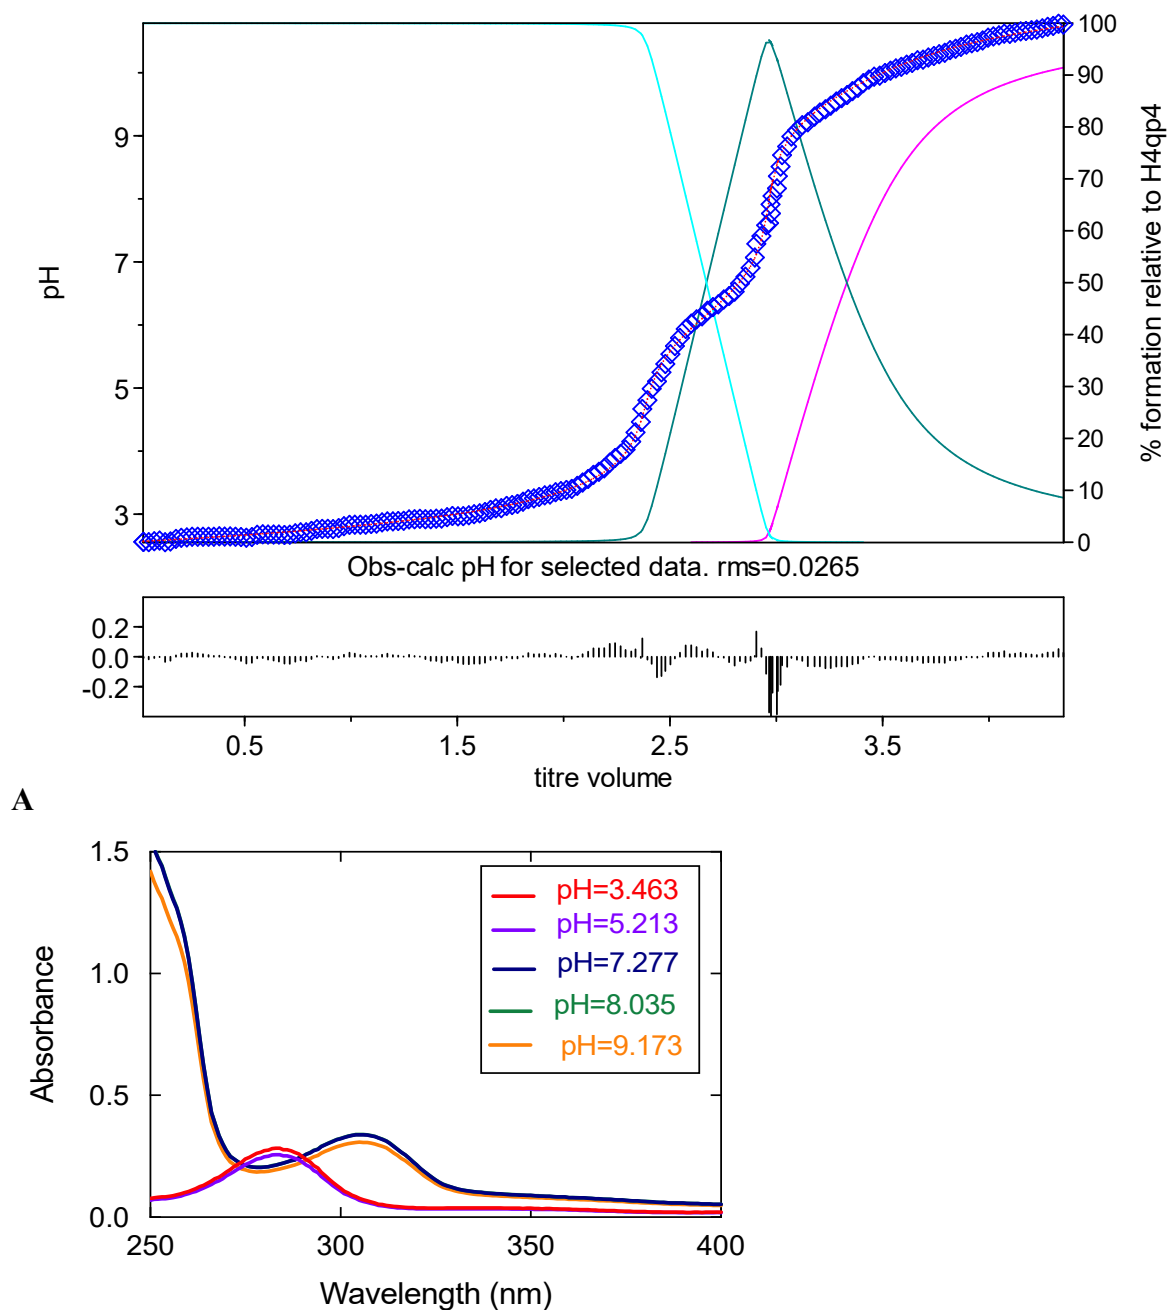 100
90
80
70
60
50
40
30
20
10
0
% formation relative to H4qp4
9
7
5
3
pH
Obs-calc pH for selected data. rms=0.0265
0.2
0.0
-0.2
0.5 1.5 2.5 3.5
titre volume
A
1.5
1.0
0.5
0.0
Absorbance
pH=3.463
pH=5.213
pH=7.277
pH=8.035
pH=9.173
250 300 350 400
Wavelength (nm)